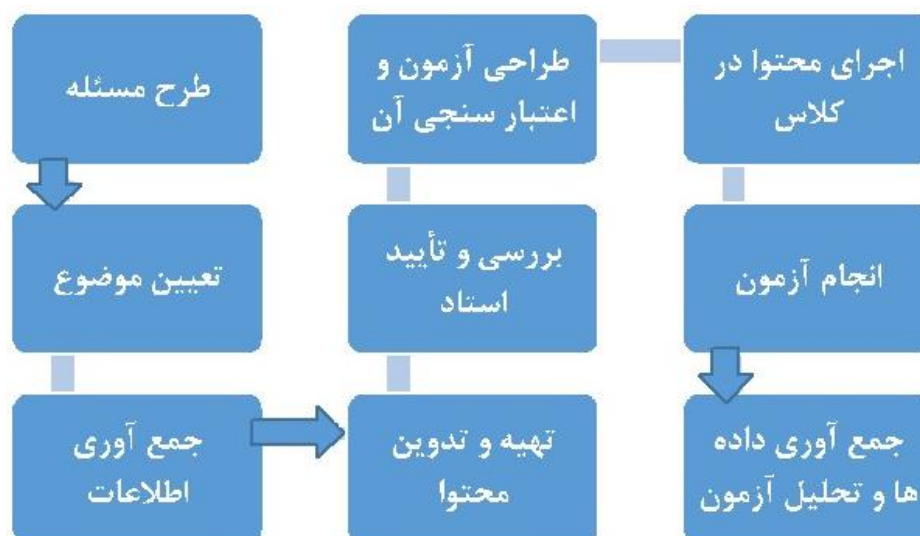 طرح مسئله
تعیین موضوع
جمع آوری
اطلاعات
تهیه و تدوین
محتوا
بررسی و تأیید
استاد
طراحی آزمون و
اعتبار سنجی آن
اجرای محتوا در
کلاس
انجام آزمون
جمع آوری داده
ها و تحلیل آزمون